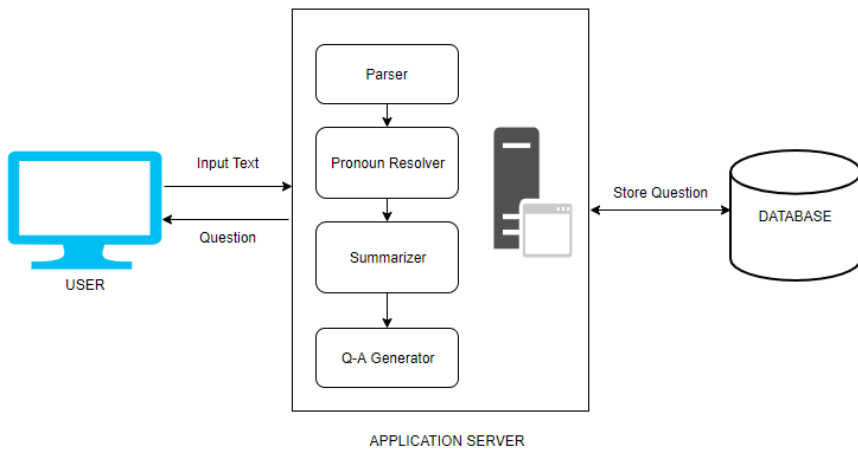 Parser
Pronoun Resolver
Summarizer
Q-A Generator
Input Text
Question
USER
Store Question
DATABASE
APPLICATION SERVER